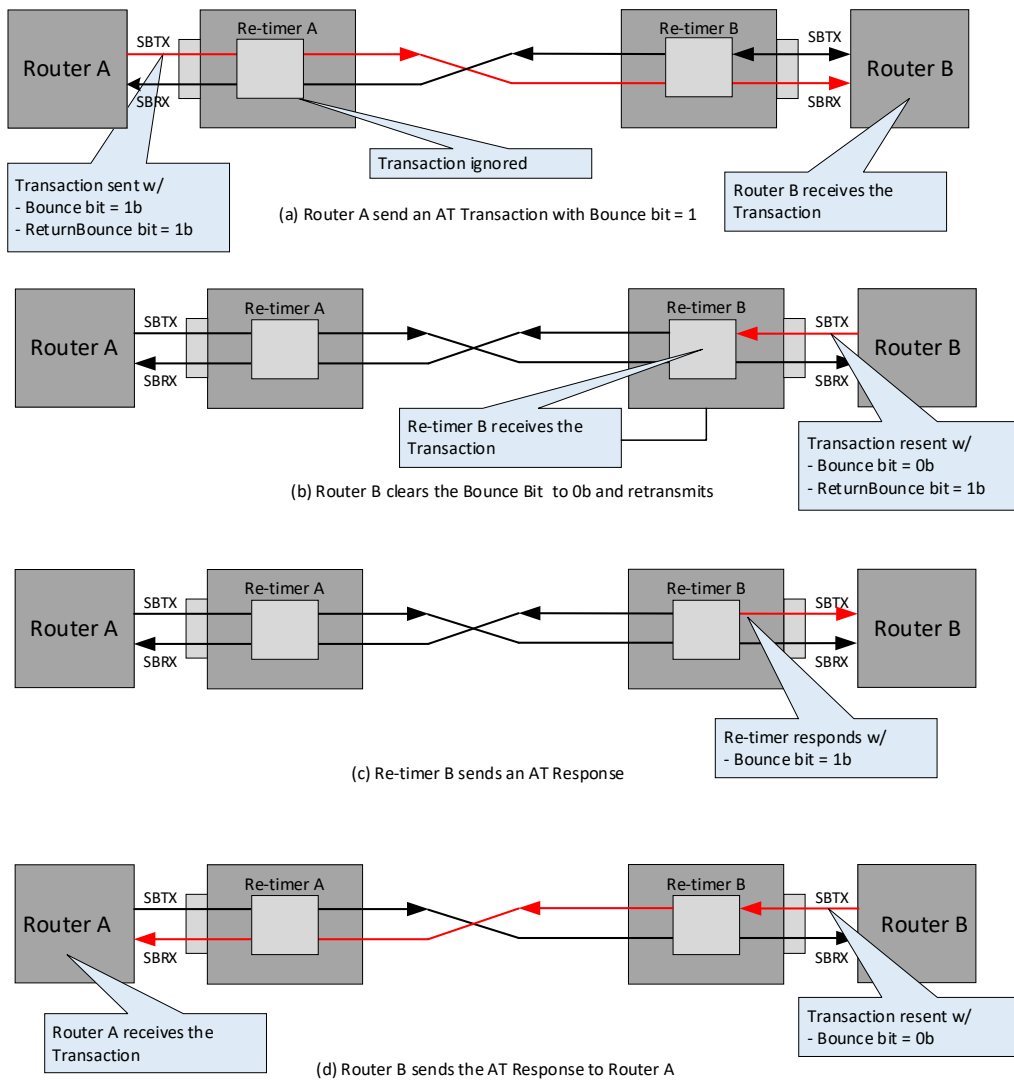 Re-timer A
Re-timer B
SBTX
SBTX
Router A
Router B
SBRX
SBRX
Transaction sent w/
- Bounce bit = 1b
- ReturnBounce bit = 1b
Transaction ignored
Router B receives the
Transaction
(a) Router A send an AT Transaction with Bounce bit = 1
Re-timer A
Re-timer B
SBTX
SBTX
Router A
Router B
SBRX
SBRX
Re-timer B receives the
Transaction
Transaction resent w/
- Bounce bit = 0b
- ReturnBounce bit = 1b
(b) Router B clears the Bounce Bit to 0b and retransmits
Re-timer A
Re-timer B
SBTX
SBTX
Router A
Router B
SBRX
SBRX
Re-timer responds w/
- Bounce bit = 1b
(c) Re-timer B sends an AT Response
Re-timer A
Re-timer B
SBTX
SBTX
Router A
Router B
SBRX
SBRX
Router A receives the
Transaction
Transaction resent w/
- Bounce bit = 0b
(d) Router B sends the AT Response to Router A